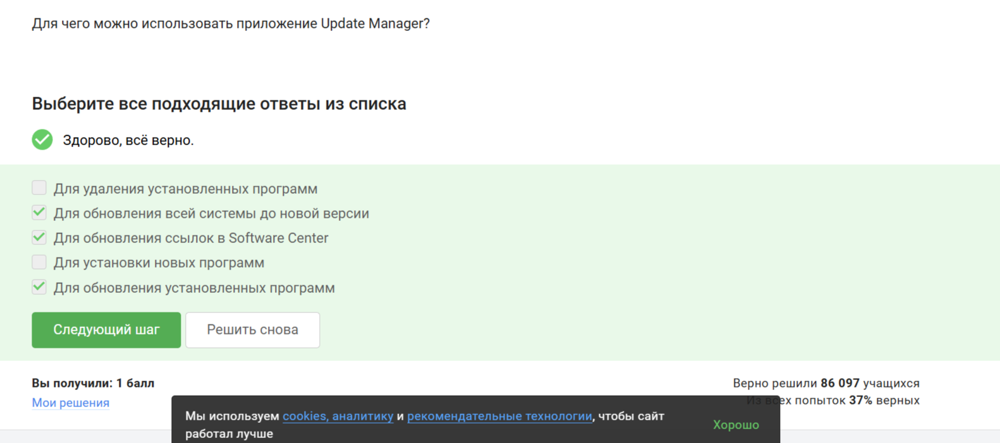 Для чего можно использовать приложение Update Manager?
Выберите все подходящие ответы из списка
Здорово, всё верно.
Для удаления установленных программ
Для обновления всей системы до новой версии
Для обновления ссылок в Software Center
Для установки новых программ
Для обновления установленных программ
Следующий шаг
Решить снова
Вы получили: 1 балл
Мои решения
Верно решили 86 097 учащихся
Из всех попыток 37% верных
Мы используем cookies, аналитику и рекомендательные технологии, чтобы сайт
работал лучше
Хорошо